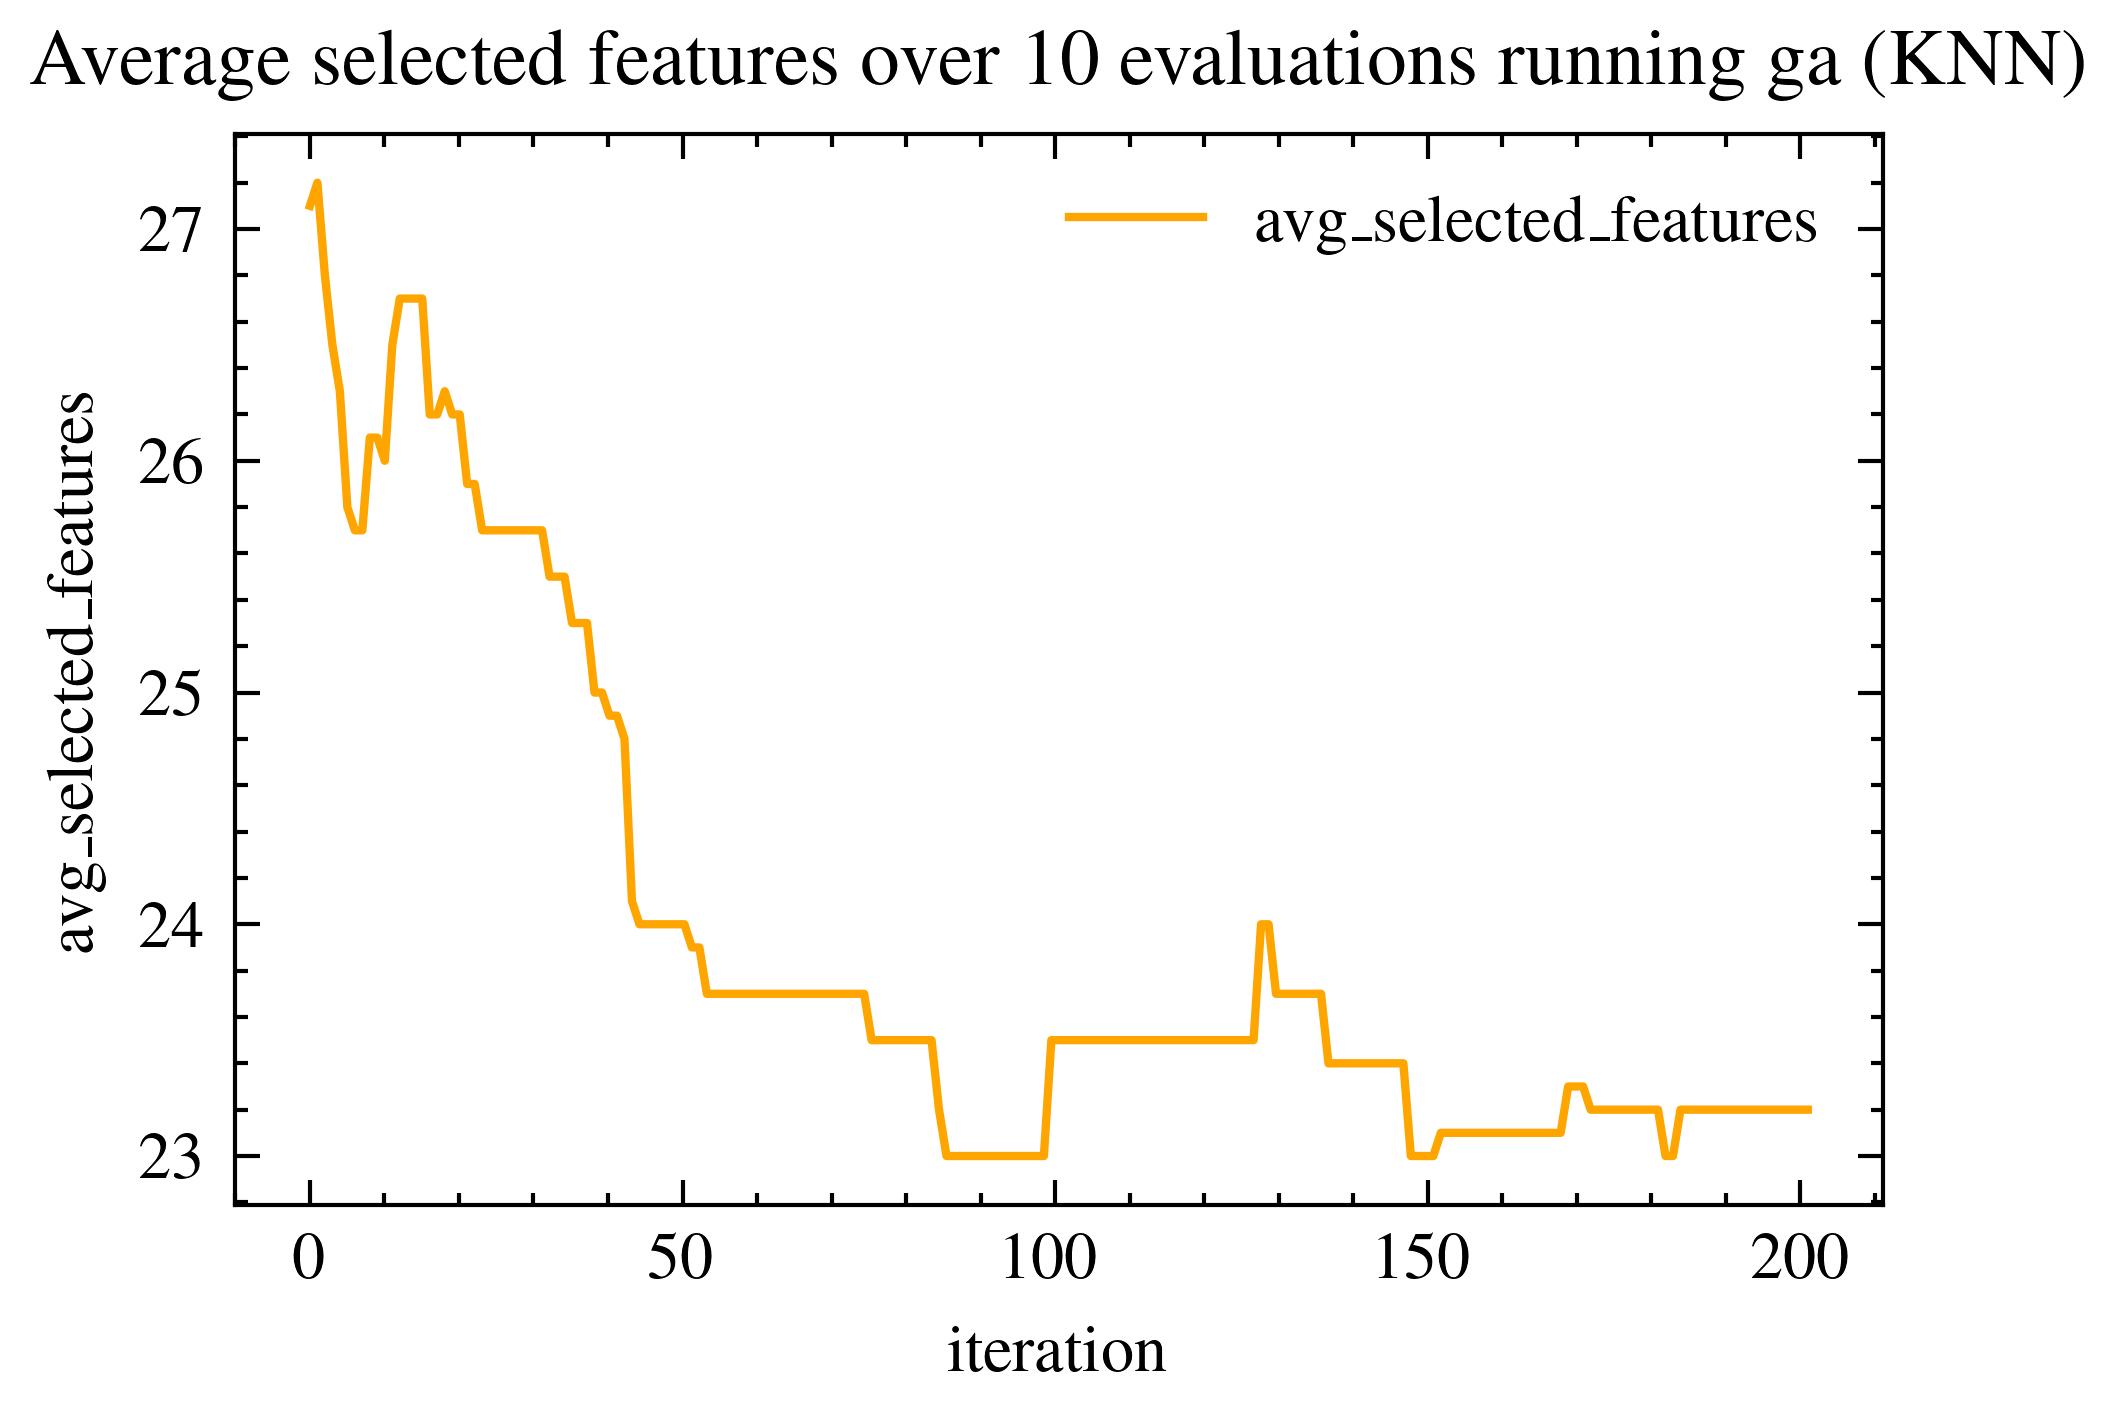 Average selected features over 10 evaluations running ga (KNN)
avg_selected_features
27
26
25
24
23
avg_selected_features
0 50 100 150 200
iteration